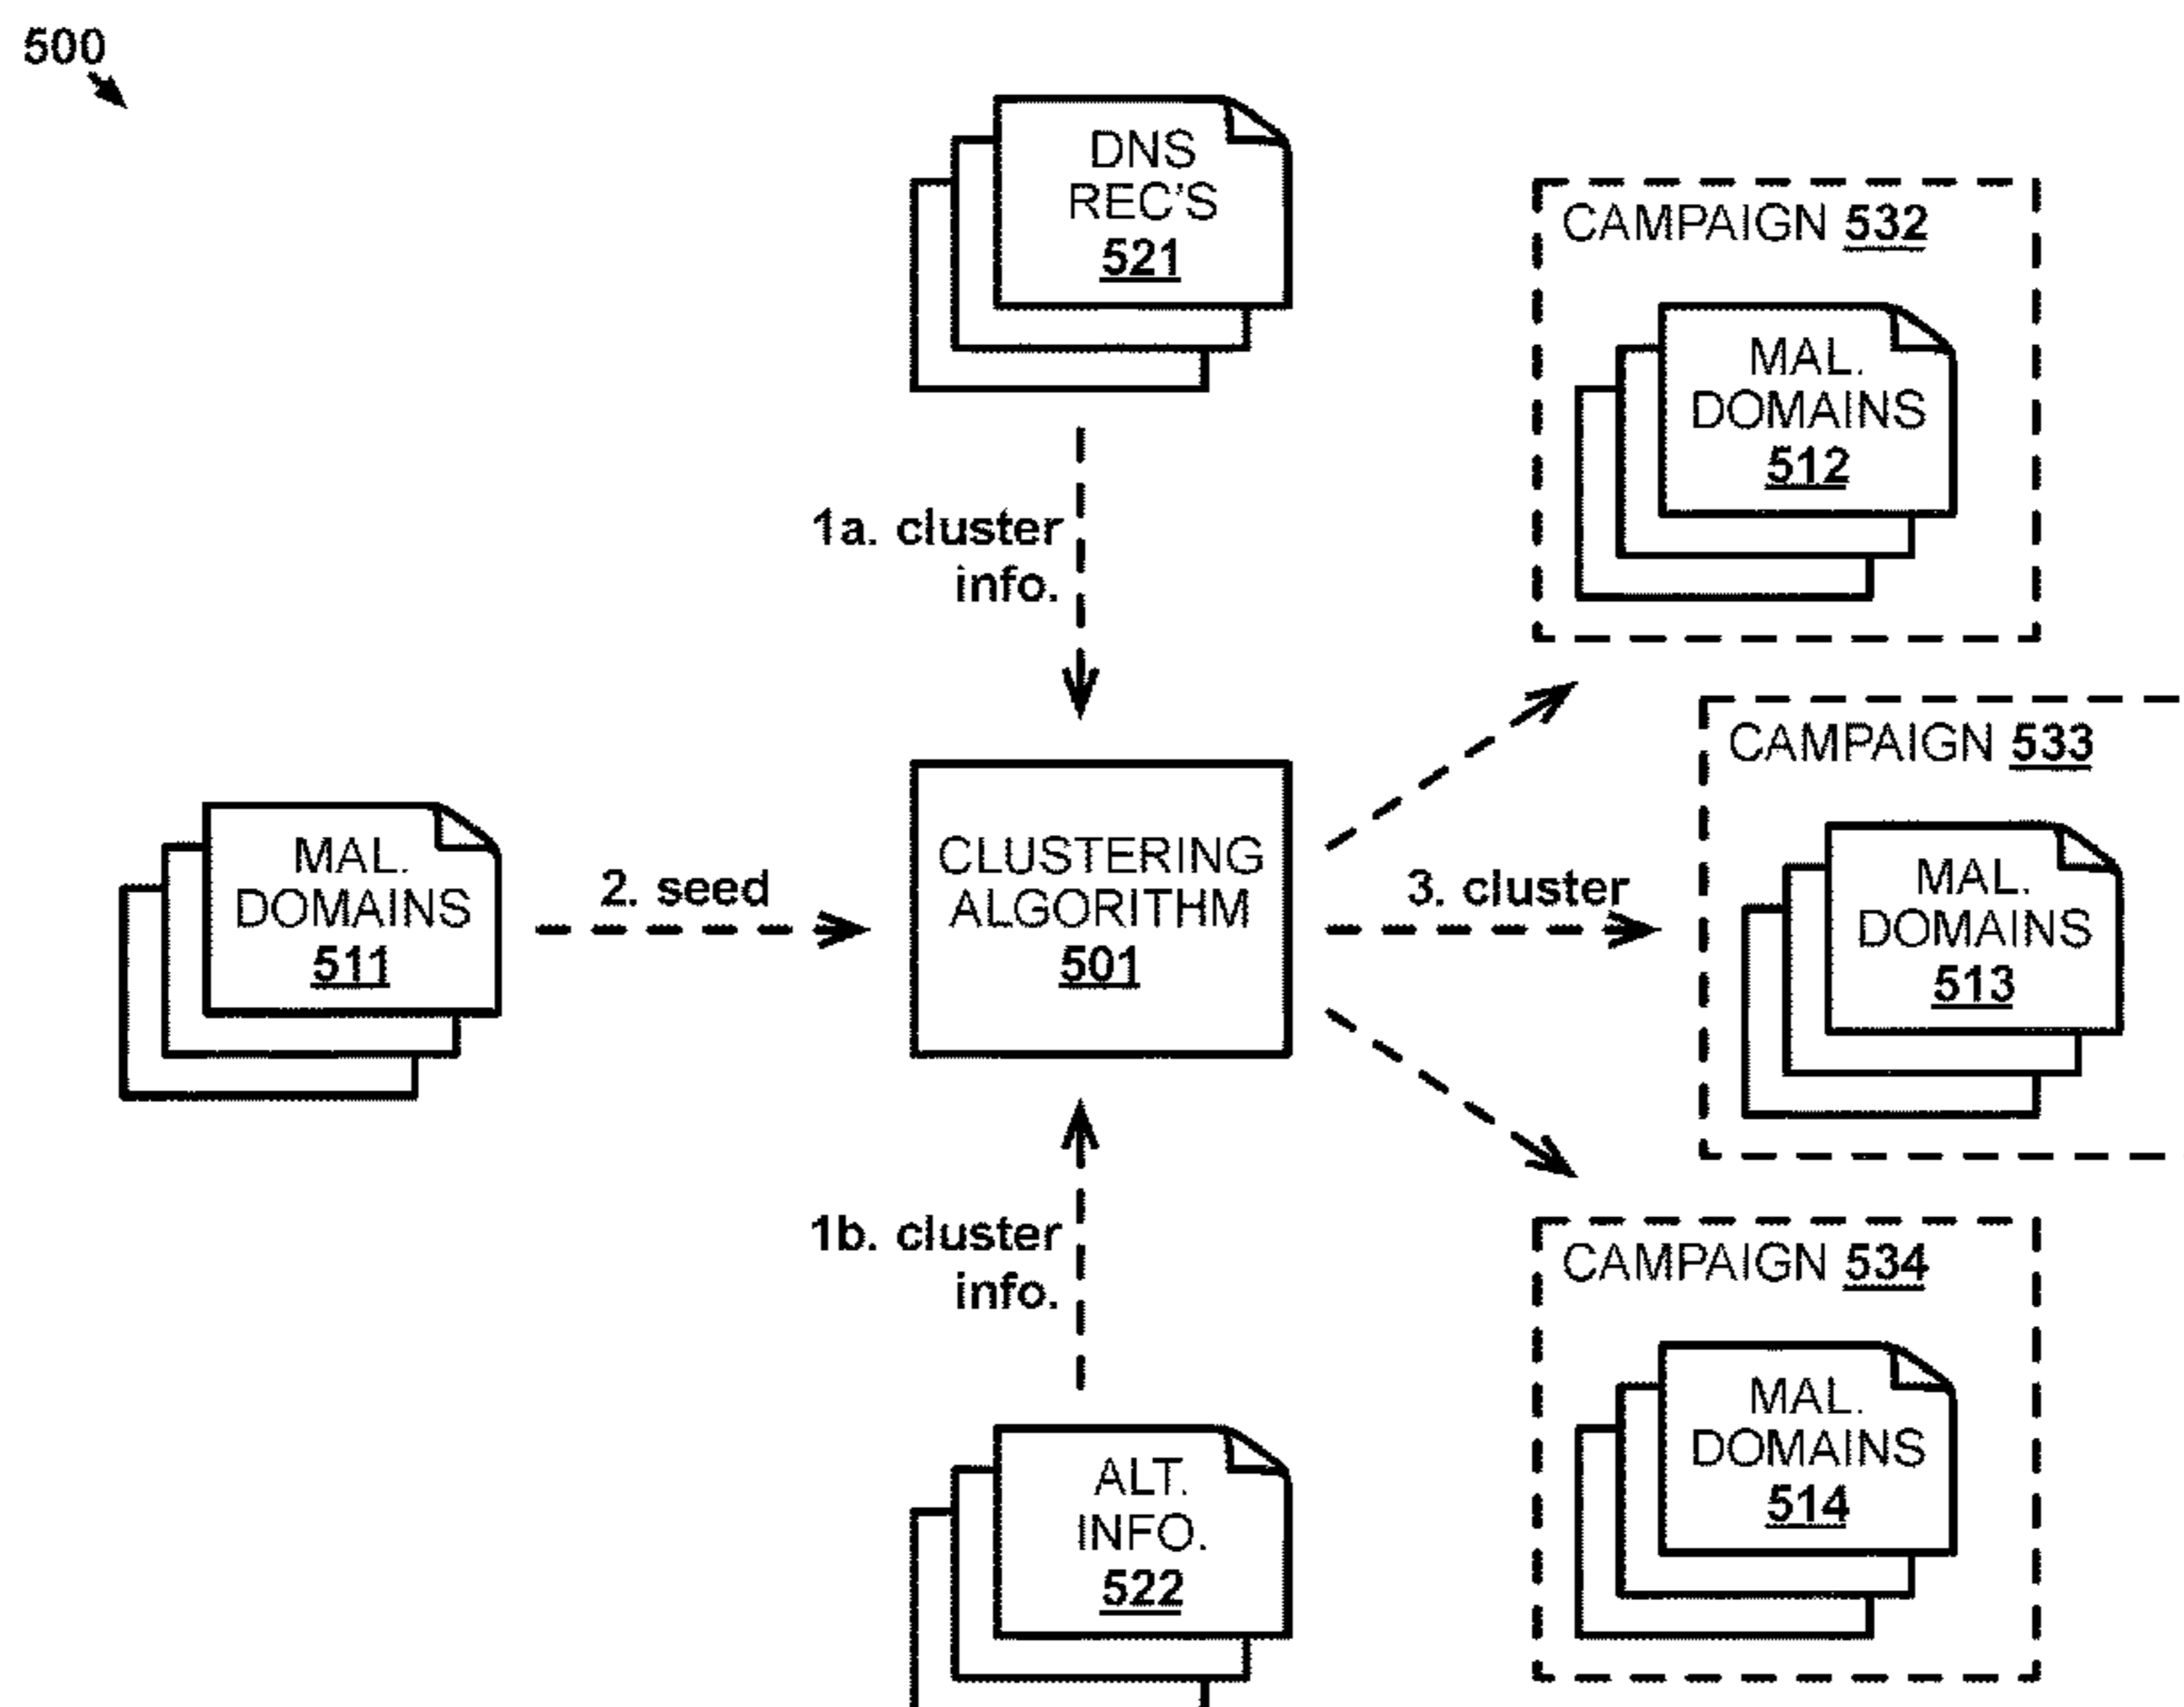 500
DNS
REC'S
521
1a. cluster
info.
CAMPAIGN 532
MAL.
DOMAINS
512
MAL.
DOMAINS
511
2. seed
CLUSTERING
ALGORITHM
501
3. cluster
CAMPAIGN 533
MAL.
DOMAINS
513
1b. cluster
info.
ALT.
INFO.
522
CAMPAIGN 534
MAL.
DOMAINS
514